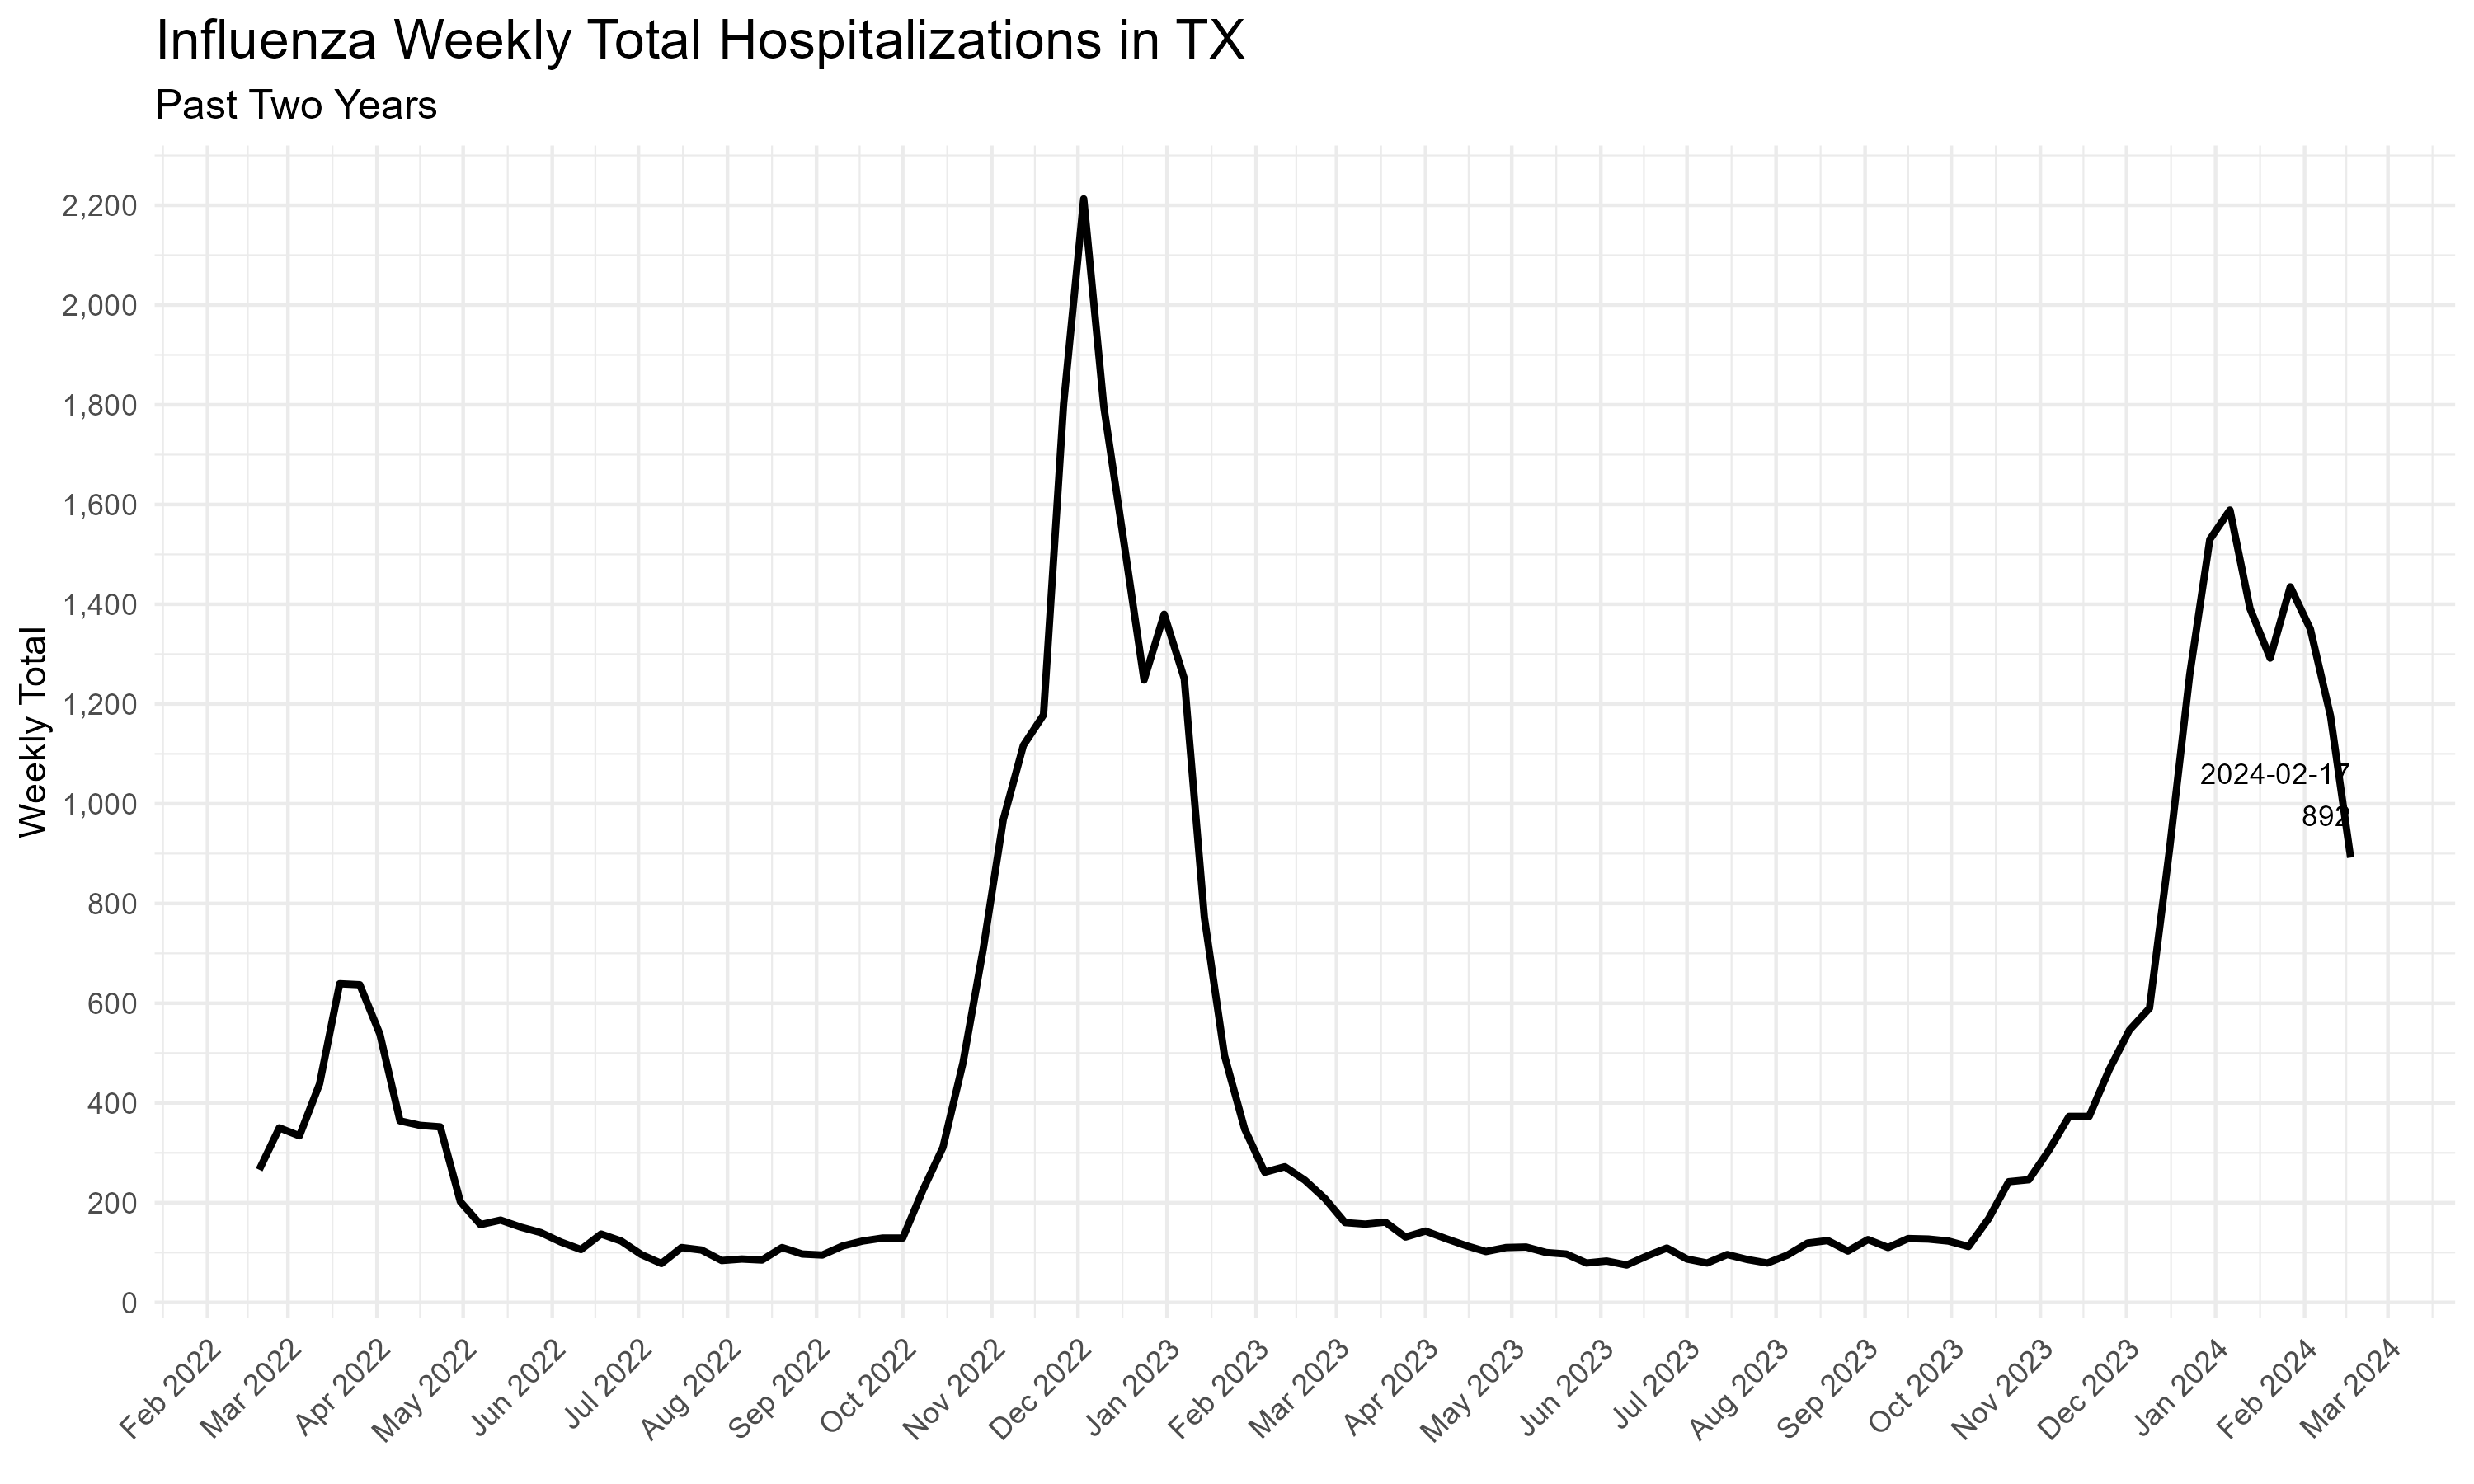 Influenza Weekly Total Hospitalizations in TX
Past Two Years
Weekly Total
2,200
2,000
1,800
1,600
1,400
1,200
1,000
800
600
400
200
0
2024-02-17
892
Feb 2022
Mar 2022
Apr 2022
May 2022
Jun 2022
Jul 2022
Aug 2022
Sep 2022
Oct 2022
Nov 2022
Dec 2022
Jan 2023
Feb 2023
Mar 2023
Apr 2023
May 2023
Jun 2023
Jul 2023
Aug 2023
Sep 2023
Oct 2023
Nov 2023
Dec 2023
Jan 2024
Feb 2024
Mar 2024